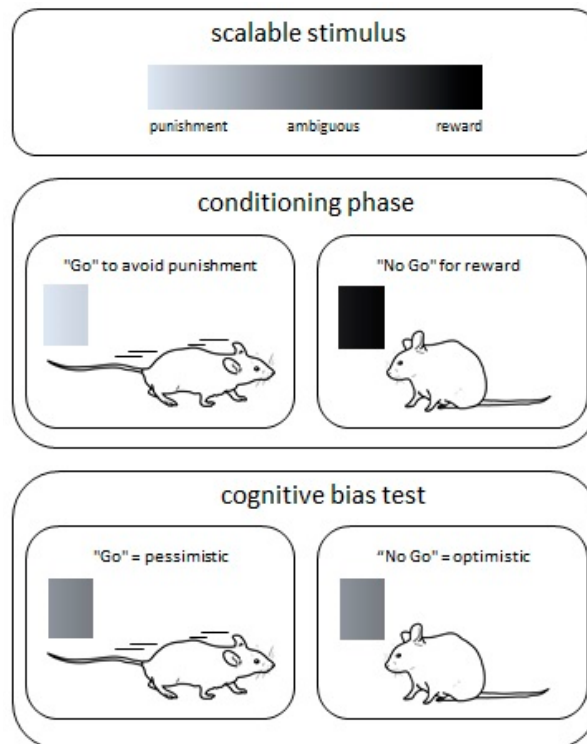 scalable stimulus
punishment ambiguous reward
conditioning phase
"Go" to avoid punishment
"No Go" for reward
cognitive bias test
"Go" = pessimistic
“No Go” = optimistic